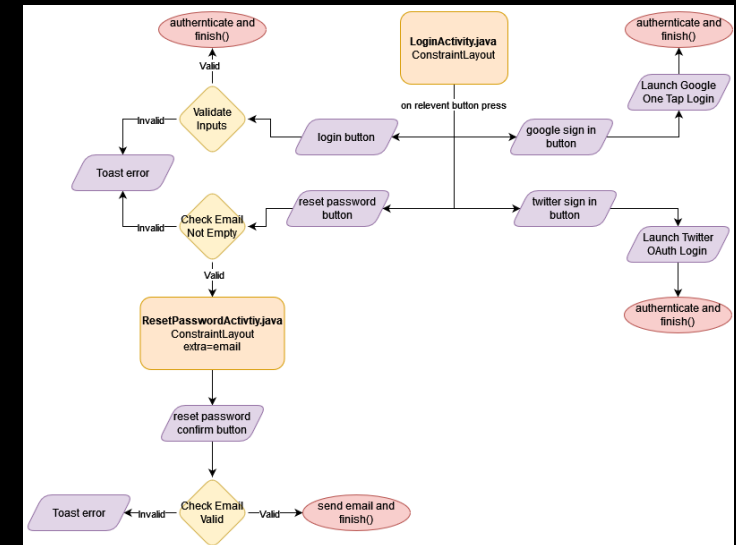 authernticate and
finish()
LoginActivity.java
ConstraintLayout
authernticate and
finish()
Valid
Launch Google
One Tap Login
on relevent button press
Validate
Inputs
Invalid
login button
google sign in
button
Toast error
reset password
button
twitter sign in
button
Check Email
Not Empty
Invalid
Launch Twitter
OAuth Login
Valid
authernticate and
finish()
ResetPasswordActivtiy.java
ConstraintLayout
extra=email
reset password
confirm button
Check Email
Valid
Toast error
Invalid
Valid
send email and
finish()